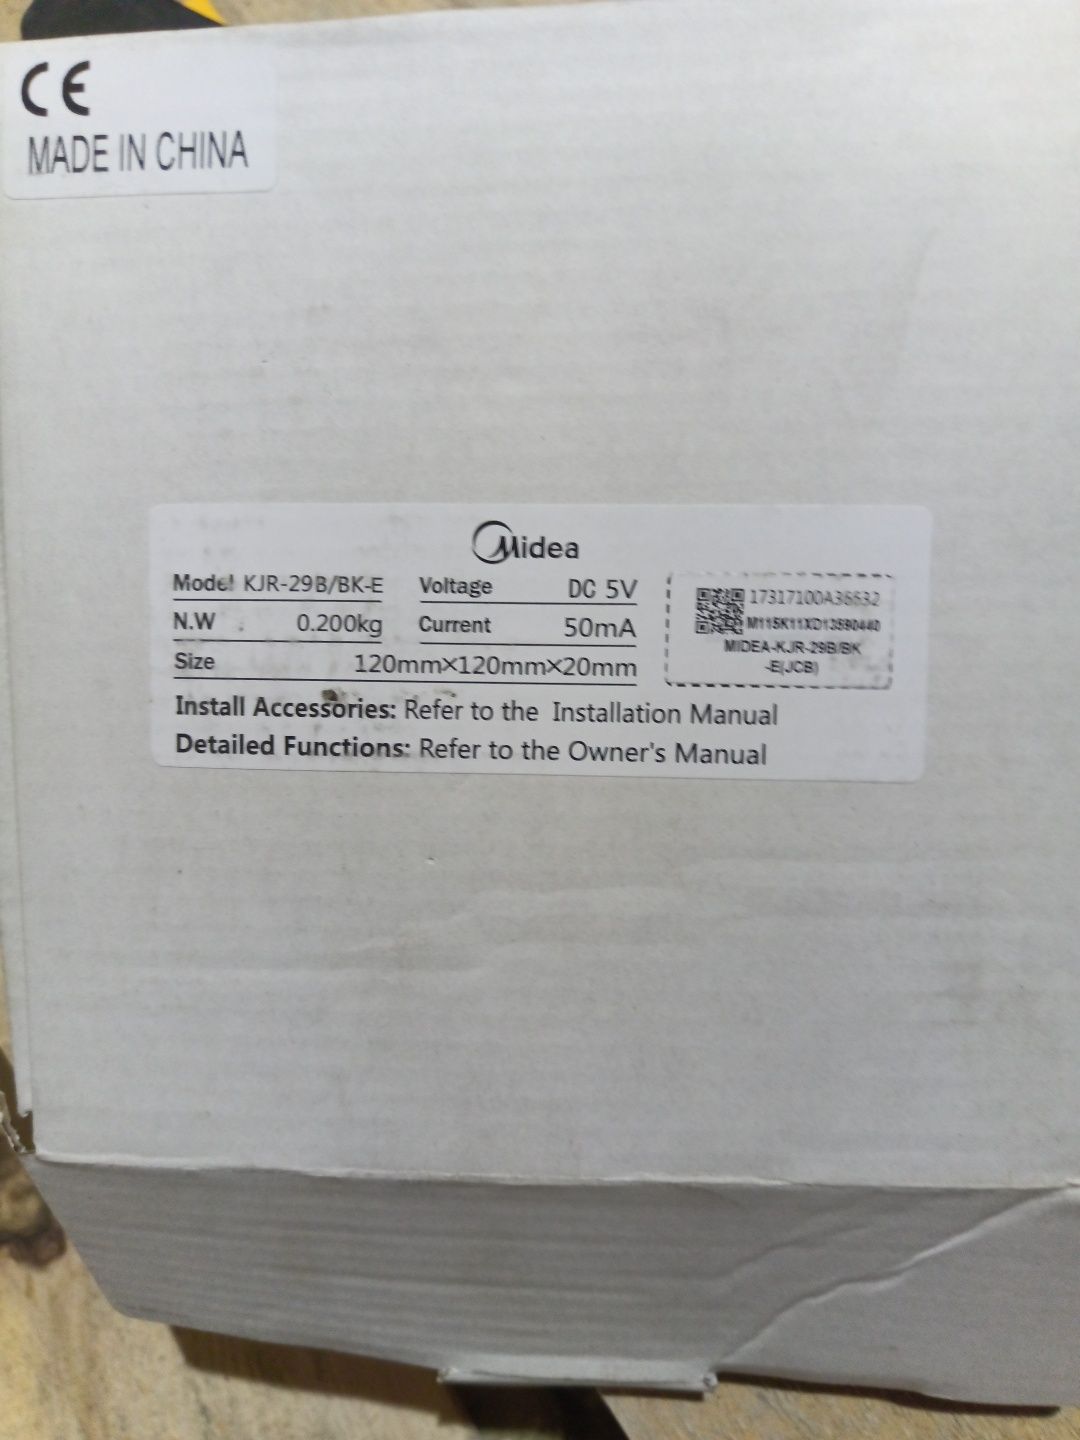 CE
MADE IN CHINA
Midea
Model KJR-29B/BK-E Voltage DC 5V
N.W 0.200kg Current 50mA
Size 120mm×120mm×20mm
17317100A36632
M115K11XD13590440
MIDEA-KJR-29B/BK
-E(JCB)
Install Accessories: Refer to the Installation Manual
Detailed Functions: Refer to the Owner's Manual